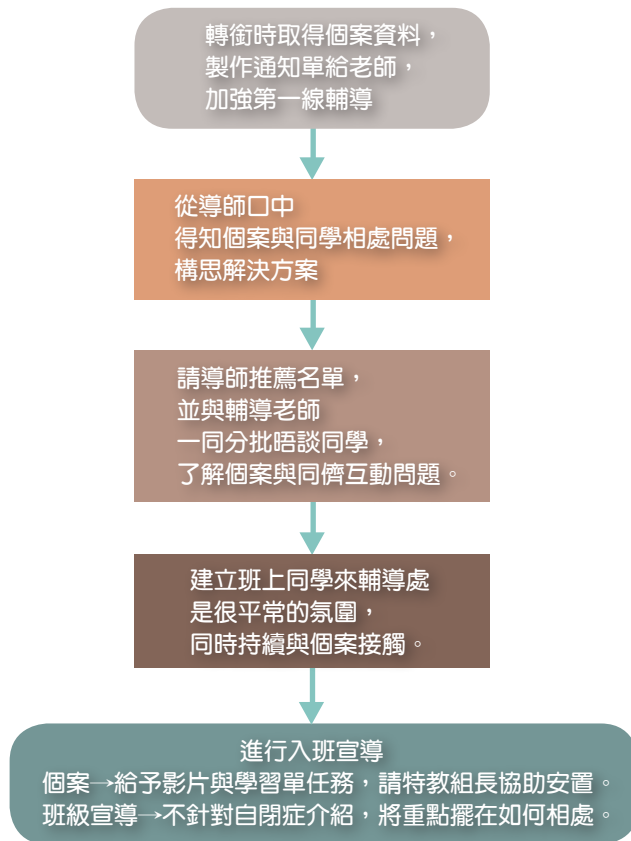 轉銜時取得個案資料，
製作通知單給老師，
加強第一線輔導
從導師口中
得知個案與同學相處問題，
構思解決方案
請導師推薦名單，
並與輔導老師
一同分批晤談同學，
了解個案與同儕互動問題。
建立班上同學來輔導處
是很平常的氛圍，
同時持續與個案接觸。
進行入班宣導
個案→給予影片與學習單任務，請特教組長協助安置。
班級宣導→不針對自閉症介紹，將重點擺在如何相處。